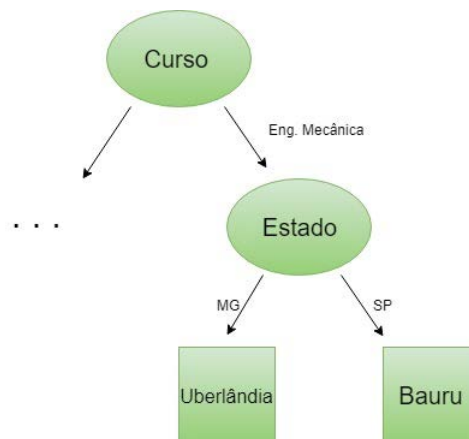 Curso
Eng. Mecânica
. . .
Estado
MG
SP
Uberlândia
Bauru